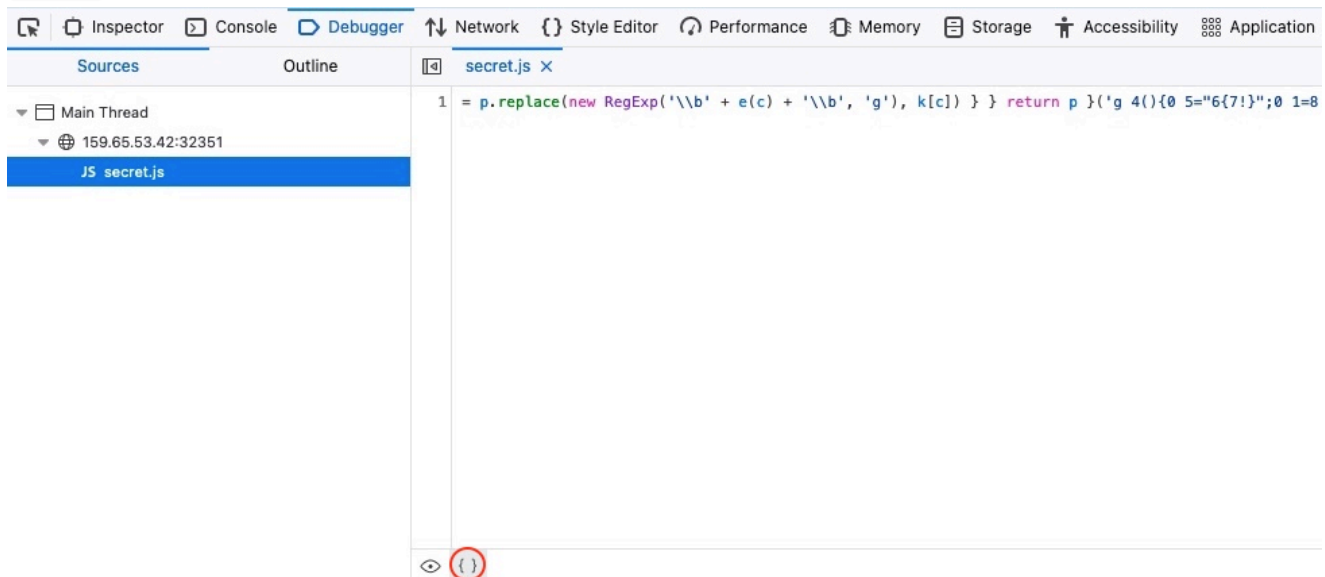 Inspector Console Debugger Network {} Style Editor Performance Memory Storage Accessibility Application
Sources Outline secret.js ×
1 = p.replace(new RegExp('\\b' + e(c) + '\\b', 'g'), k[c]) } } return p }('g 4(){0 5="6{7!}";0 1=8
Main Thread
159.65.53.42:32351
JS secret.js
{ }